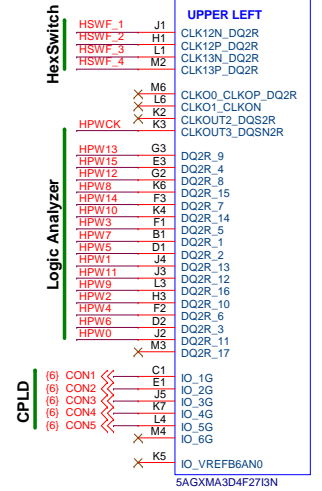 UPPER LEFT
HexSwitch
HSWF_1 J1 CLK12N_DQ2R
HSWF_2 H1 CLK12P_DQ2R
HSWF_3 L1 CLK13N_DQ2R
HSWF_4 M2 CLK13P_DQ2R
M6 CLKO0_CLKOP_DQ2R
L6 CLKO1_CLKON
K2 CLKOUT2_DQS2R
HPWCK K3 CLKOUT3_DQSN2R
Logic Analyzer
HPW13 G3 DQ2R_9
HPW15 E3 DQ2R_4
HPW12 G2 DQ2R_8
HPW8 K6 DQ2R_15
HPW14 F3 DQ2R_7
HPW10 K4 DQ2R_14
HPW3 F1 DQ2R_5
HPW7 B1 DQ2R_1
HPW5 D1 DQ2R_2
HPW1 J4 DQ2R_13
HPW11 J3 DQ2R_12
HPW9 L3 DQ2R_16
HPW2 H3 DQ2R_10
HPW4 F2 DQ2R_6
HPW6 D2 DQ2R_3
HPW0 J2 DQ2R_11
M3 DQ2R_17
CPLD
{6} CON1 C1 IO_1G
{6} CON2 E1 IO_2G
{6} CON3 J5 IO_3G
{6} CON4 K7 IO_4G
{6} CON5 L4 IO_5G
M4 IO_6G
K5 IO_VREFB6AN0
5AGXMA3D4F27I3N